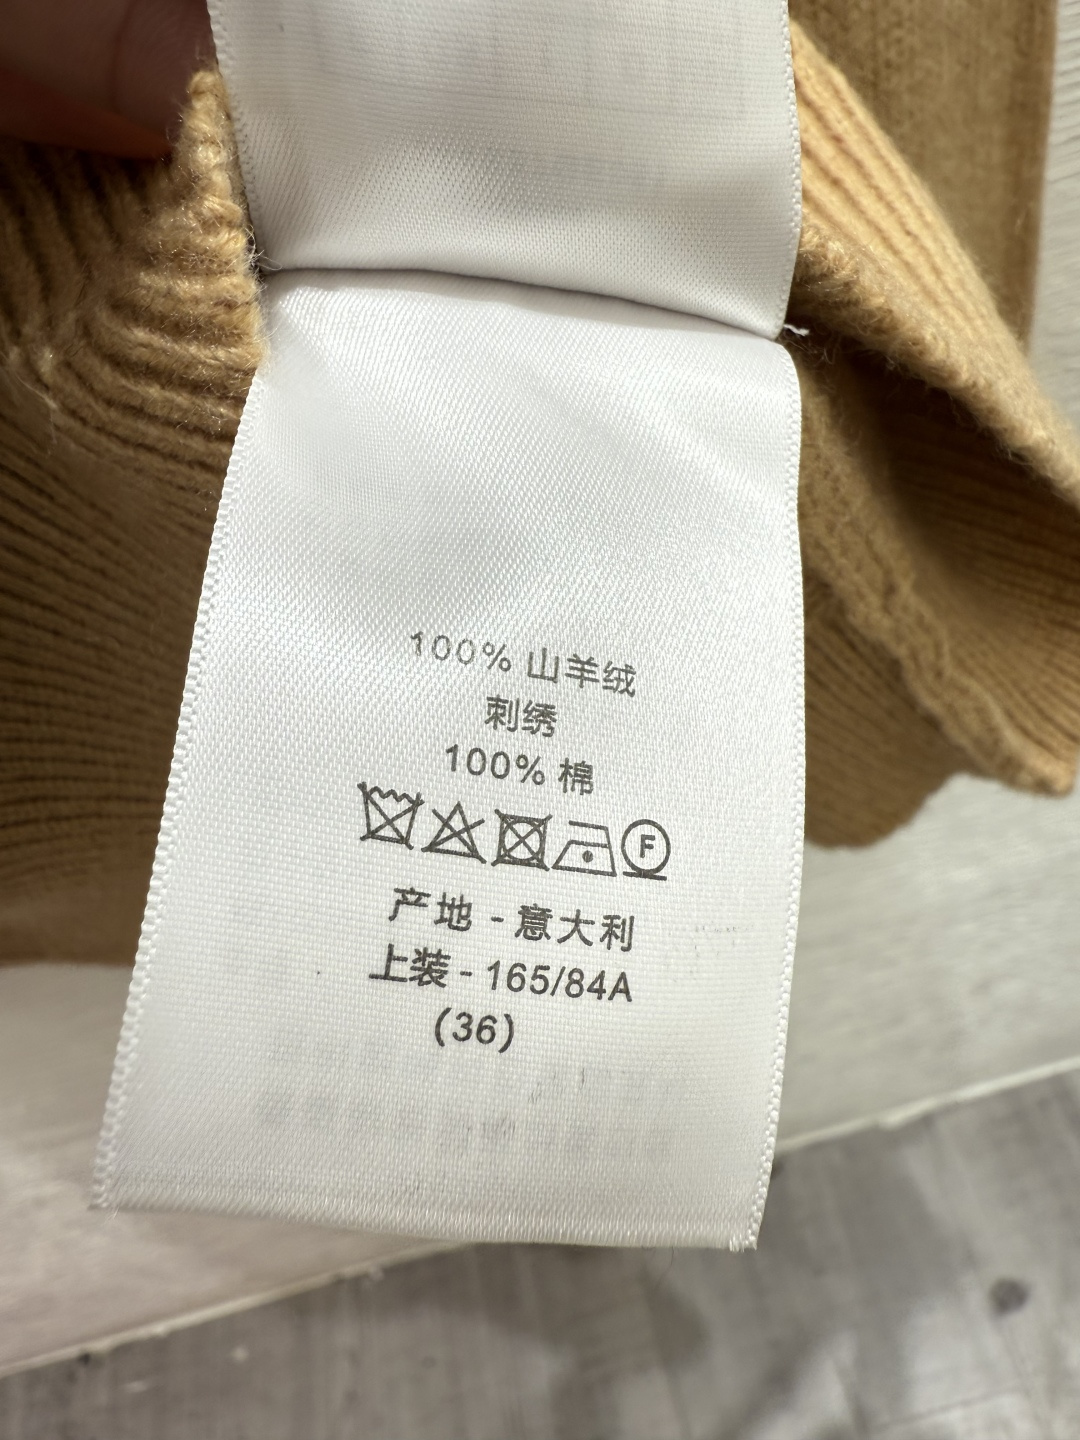 100% 山羊绒
刺绣
100% 棉
F
产地 - 意大利
上装 - 165/84A
(36)